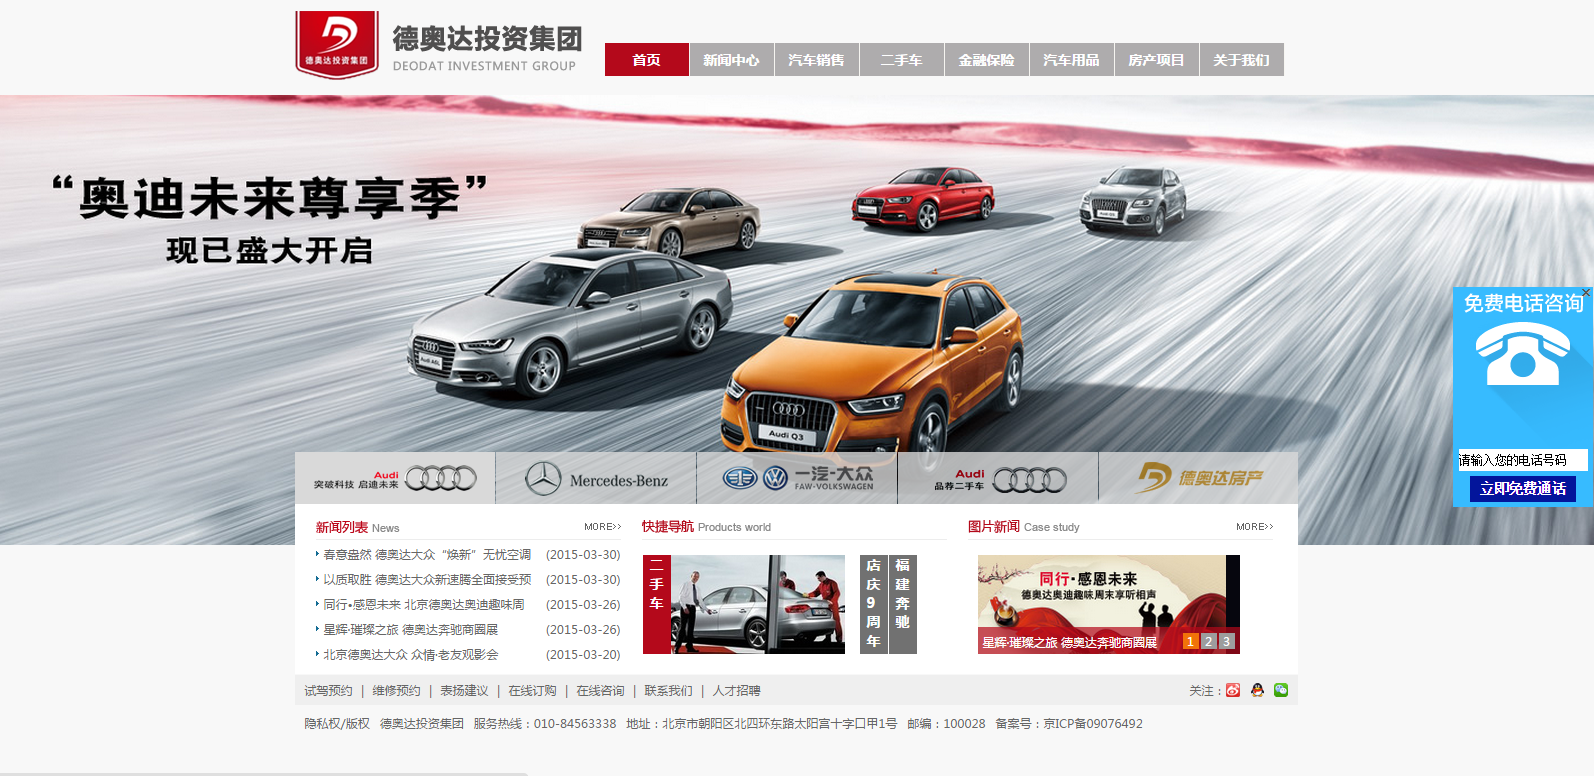 德奥达投资集团
德奥达投资集团
DEODAT INVESTMENT GROUP
首页 新闻中心 汽车销售 二手车 金融保险 汽车用品 房产项目 关于我们
“奥迪未来尊享季”
现已盛大开启
Audi A6L
Audi Q3
免费电话咨询
请输入您的电话号码
立即免费通话
Audi
突破科技 启迪未来
Mercedes-Benz
一汽-大众
FAW-VOLKSWAGEN
Audi
品荐二手车
德奥达房产
新闻列表 News MORE>>
春意盎然 德奥达大众“焕新”无忧空调 (2015-03-30)
以质取胜 德奥达大众新速腾全面接受预 (2015-03-30)
同行•感恩未来 北京德奥达奥迪趣味周 (2015-03-26)
星辉·璀璨之旅 德奥达奔驰商圈展 (2015-03-26)
北京德奥达大众 众情·老友观影会 (2015-03-20)
快捷导航 Products world
二手车
店庆9周年
福建奔驰
图片新闻 Case study MORE>>
同行·感恩未来
德奥达奥迪趣味周末享听相声
星辉·璀璨之旅 德奥达奔驰商圈展 1 2 3
试驾预约 | 维修预约 | 表扬建议 | 在线订购 | 在线咨询 | 联系我们 | 人才招聘 关注：
隐私权/版权 德奥达投资集团 服务热线：010-84563338 地址：北京市朝阳区北四环东路太阳宫十字口甲1号 邮编：100028 备案号：京ICP备09076492